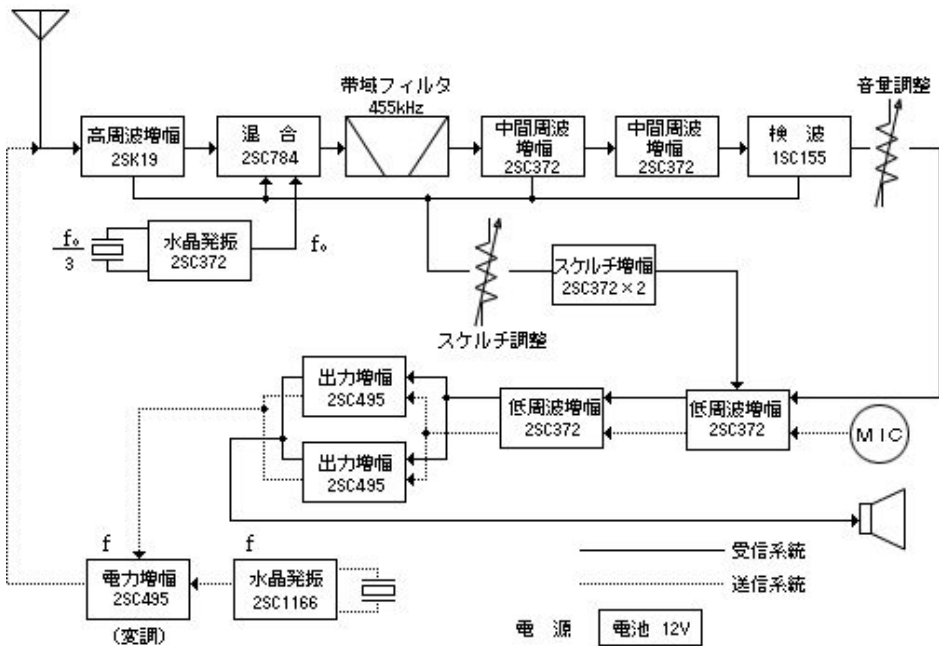 帯域フィルタ
455kHz
音量調整
高周波増幅
2SK19
混 合
2SC784
中間周波
増幅
2SC372
中間周波
増幅
2SC372
検 波
1SC155
f₀
3
水晶発振
2SC372
f₀
スケルチ増幅
2SC372×2
スケルチ調整
出力増幅
2SC495
低周波増幅
2SC372
低周波増幅
2SC372
MIC
出力増幅
2SC495
f
f
電力増幅
2SC495
(変調)
水晶発振
2SC1166
受信系統
送信系統
電 源
電池 12V